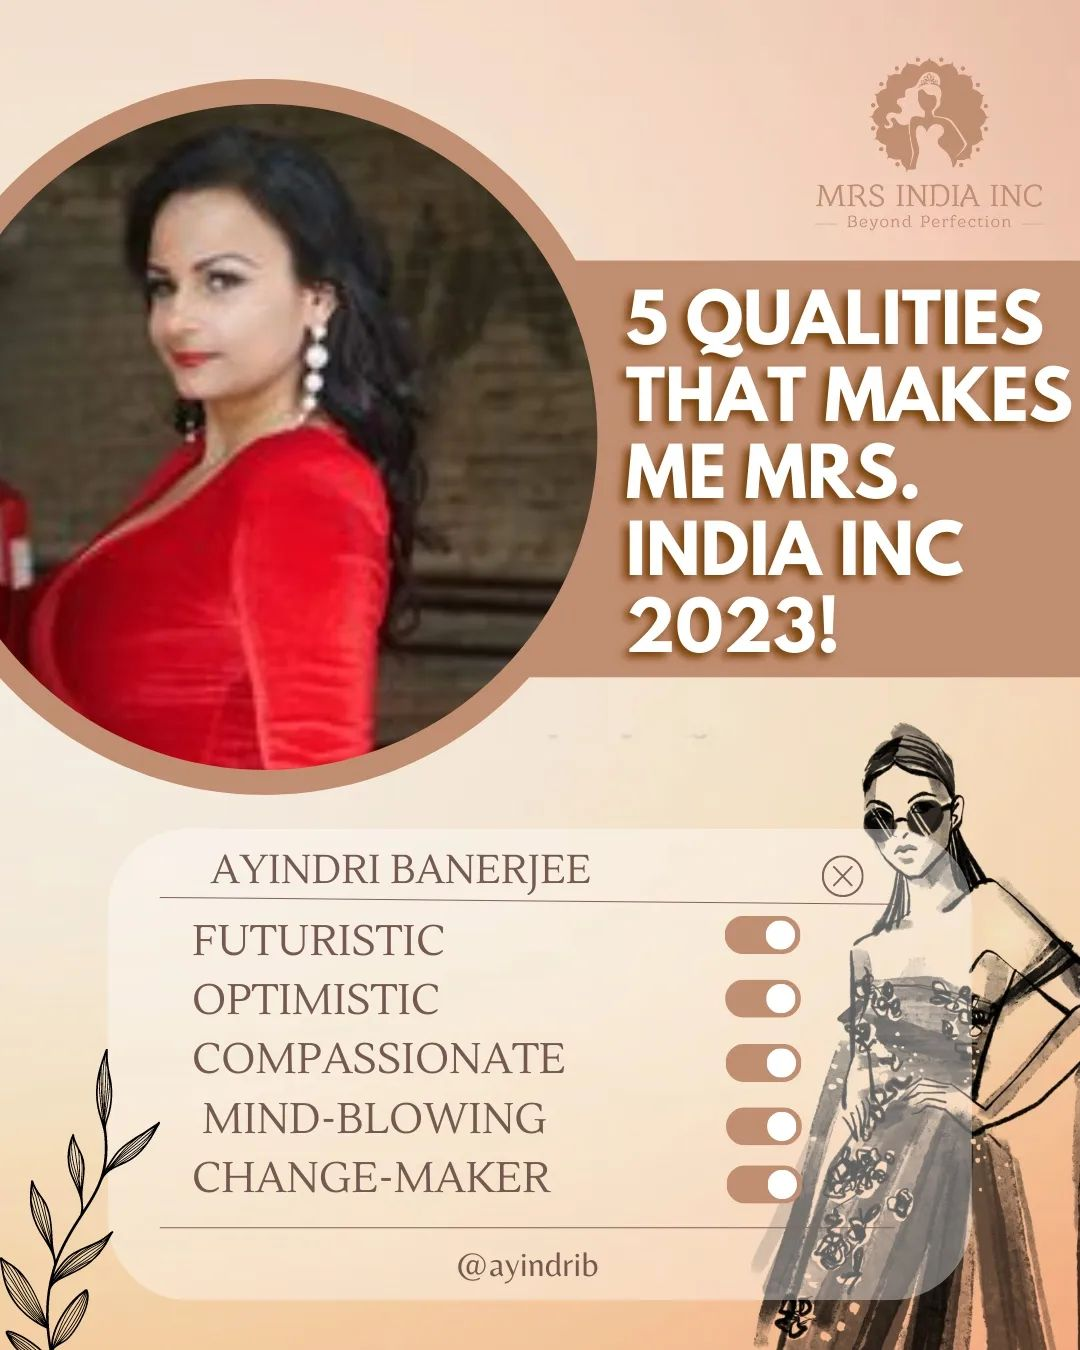 MRS INDIA INC
Beyond Perfection
5 QUALITIES
THAT MAKES
ME MRS.
INDIA INC
2023!
AYINDRI BANERJEE
FUTURISTIC
OPTIMISTIC
COMPASSIONATE
MIND-BLOWING
CHANGE-MAKER
@ayindrib